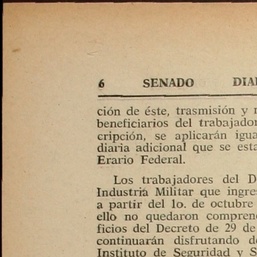 6 SENADO DIA
ción de éste, trasmisión y
beneficiarios del trabajador
cripción, se aplicarán igua
diaria adicional que se esta
Erario Federal.
Los trabajadores del D
Industria Militar que ingre
a partir del 1o. de octubre
ello no quedaron compren
ficios del Decreto de 29 de
continuarán disfrutando d
Instituto de Seguridad y S